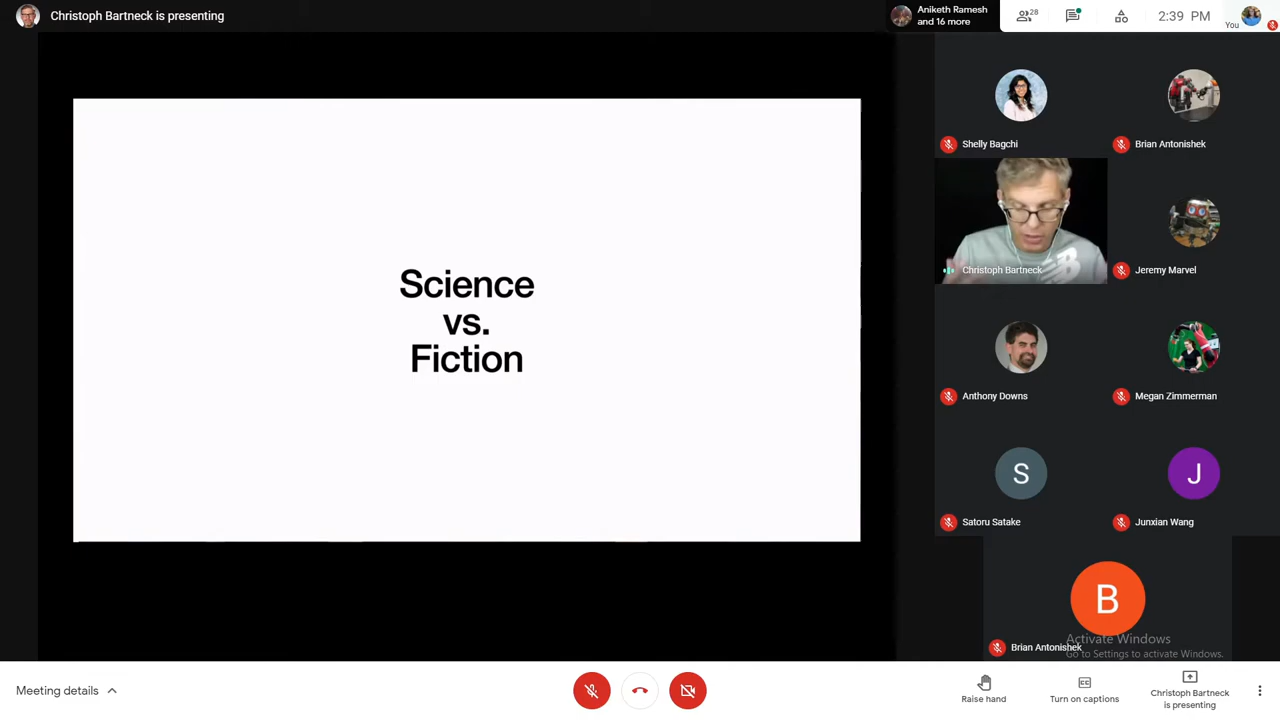 Christoph Bartneck is presenting
Aniketh Ramesh
and 16 more
28
2:39 PM
You
Science
vs.
Fiction
Shelly Bagchi
Brian Antonishek
Christoph Bartneck
Jeremy Marvel
Anthony Downs
Megan Zimmerman
S
J
Satoru Satake
Junxian Wang
B
Brian Antonishek
Activate Windows
Go to Settings to activate Windows.
Meeting details
Raise hand
Turn on captions
Christoph Bartneck
is presenting